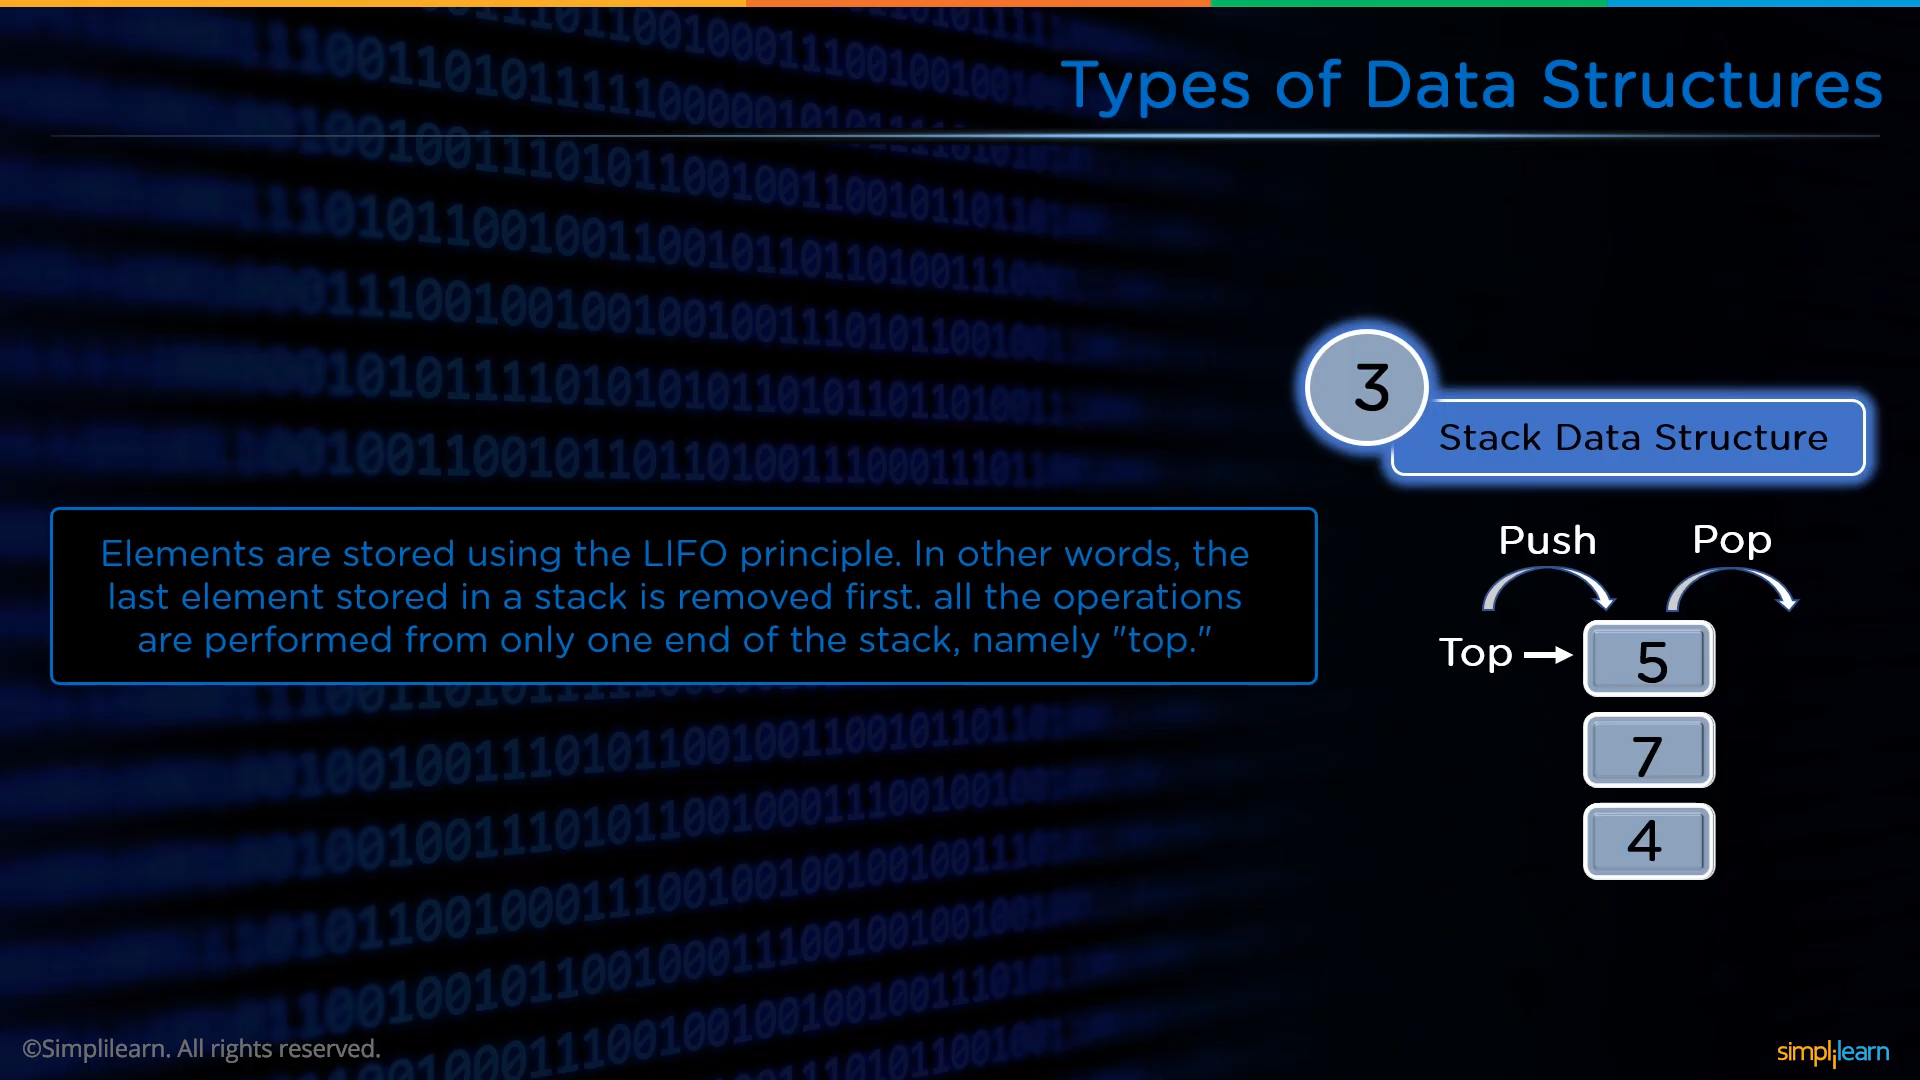 Types of Data Structures
3
Stack Data Structure
Elements are stored using the LIFO principle. In other words, the
last element stored in a stack is removed first. all the operations
are performed from only one end of the stack, namely "top."
Push Pop
Top 5
7
4
©Simplilearn. All rights reserved.
simplilearn